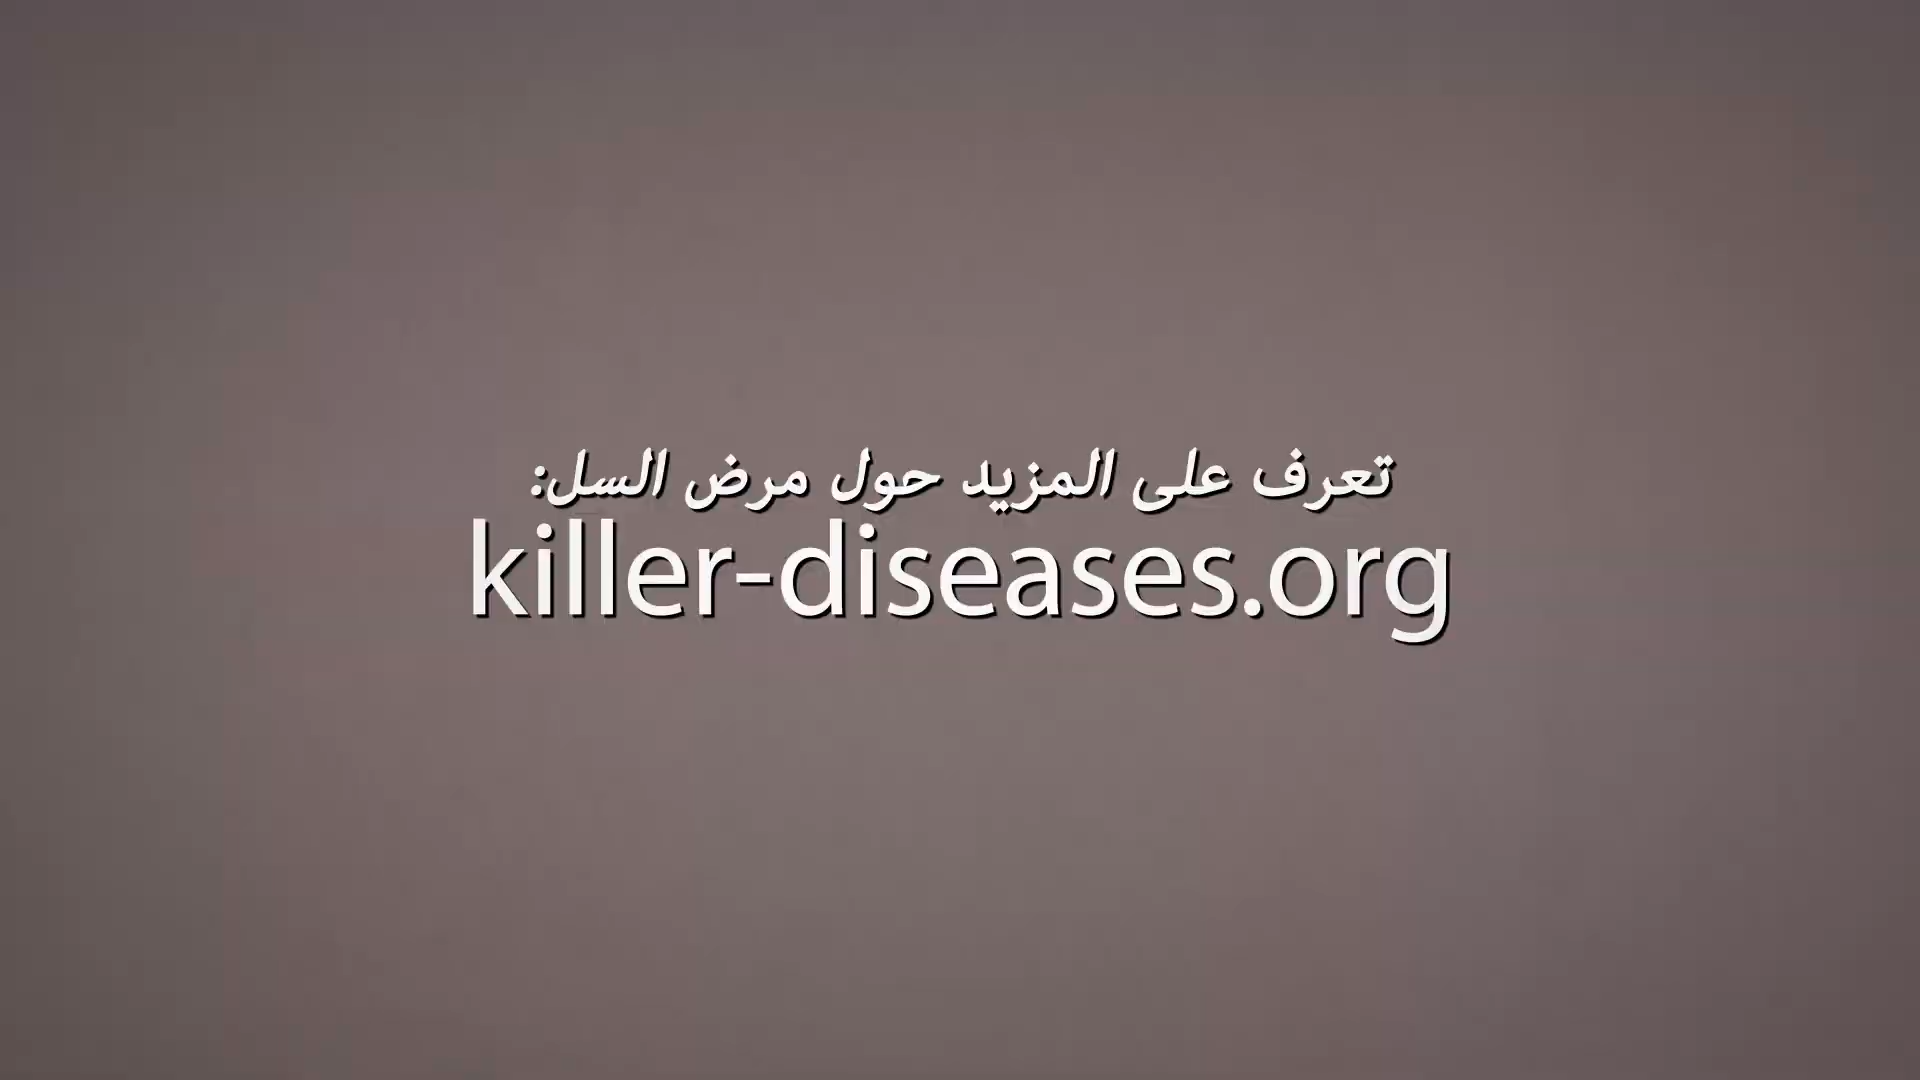 تعرف على المزيد حول مرض السل:
killer-diseases.org